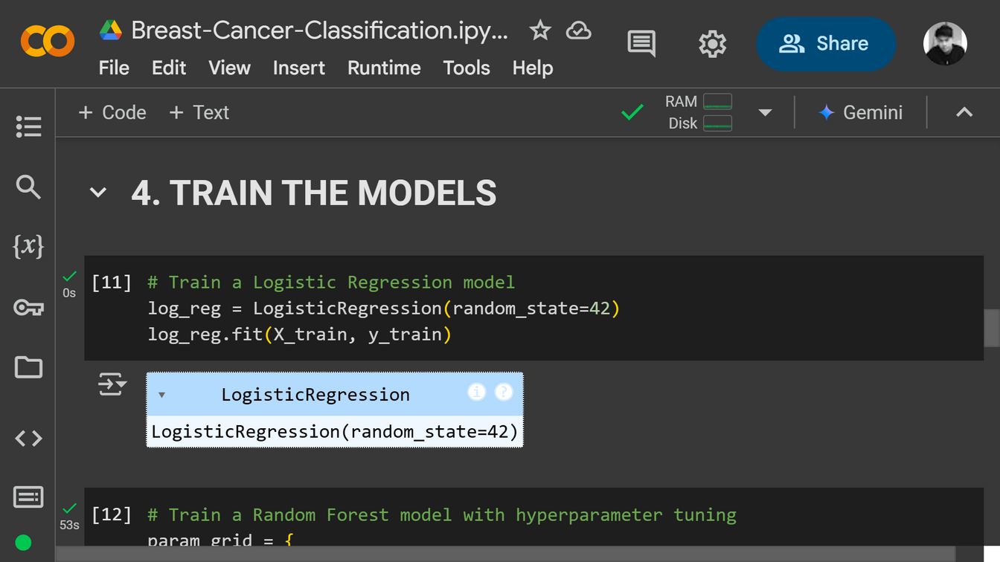 Breast-Cancer-Classification.ipy...
File Edit View Insert Runtime Tools Help
Share
+ Code + Text
RAM
Disk
Gemini
{x}
4. TRAIN THE MODELS
0s
[11] # Train a Logistic Regression model
log_reg = LogisticRegression(random_state=42)
log_reg.fit(X_train, y_train)
LogisticRegression i ?
LogisticRegression(random_state=42)
53s
[12] # Train a Random Forest model with hyperparameter tuning
param_grid = {